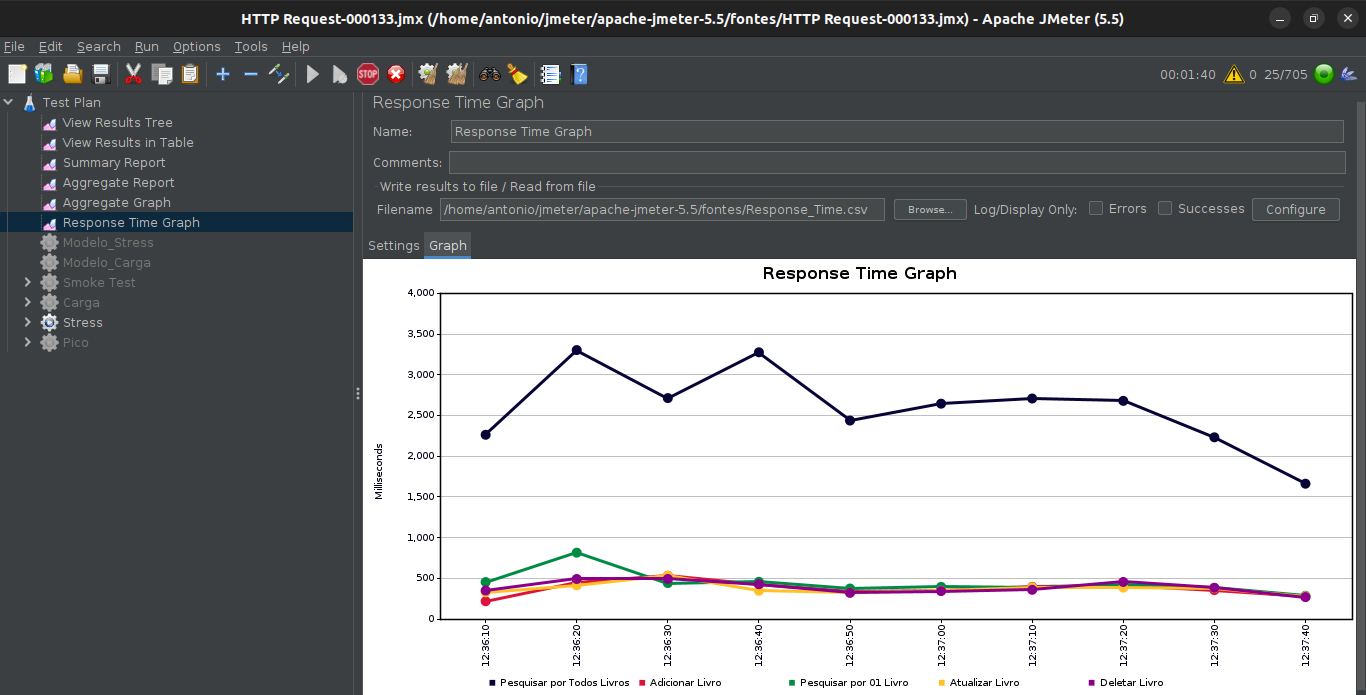 HTTP Request-000133.jmx (/home/antonio/jmeter/apache-jmeter-5.5/fontes/HTTP Request-000133.jmx) - Apache JMeter (5.5)
File Edit Search Run Options Tools Help
STOP ? 00:01:40 0 25/705
Test Plan
View Results Tree
View Results in Table
Summary Report
Aggregate Report
Aggregate Graph
Response Time Graph
Modelo_Stress
Modelo_Carga
Smoke Test
Carga
Stress
Pico
Response Time Graph
Name: Response Time Graph
Comments:
Write results to file / Read from file
Filename /home/antonio/jmeter/apache-jmeter-5.5/fontes/Response_Time.csv Browse... Log/Display Only: Errors Successes Configure
Settings Graph
Response Time Graph
4,000
3,500
3,000
2,500
2,000
1,500
1,000
500
0
Milliseconds
12:36:10 12:36:20 12:36:30 12:36:40 12:36:50 12:37:00 12:37:10 12:37:20 12:37:30 12:37:40
Pesquisar por Todos Livros Adicionar Livro Pesquisar por 01 Livro Atualizar Livro Deletar Livro